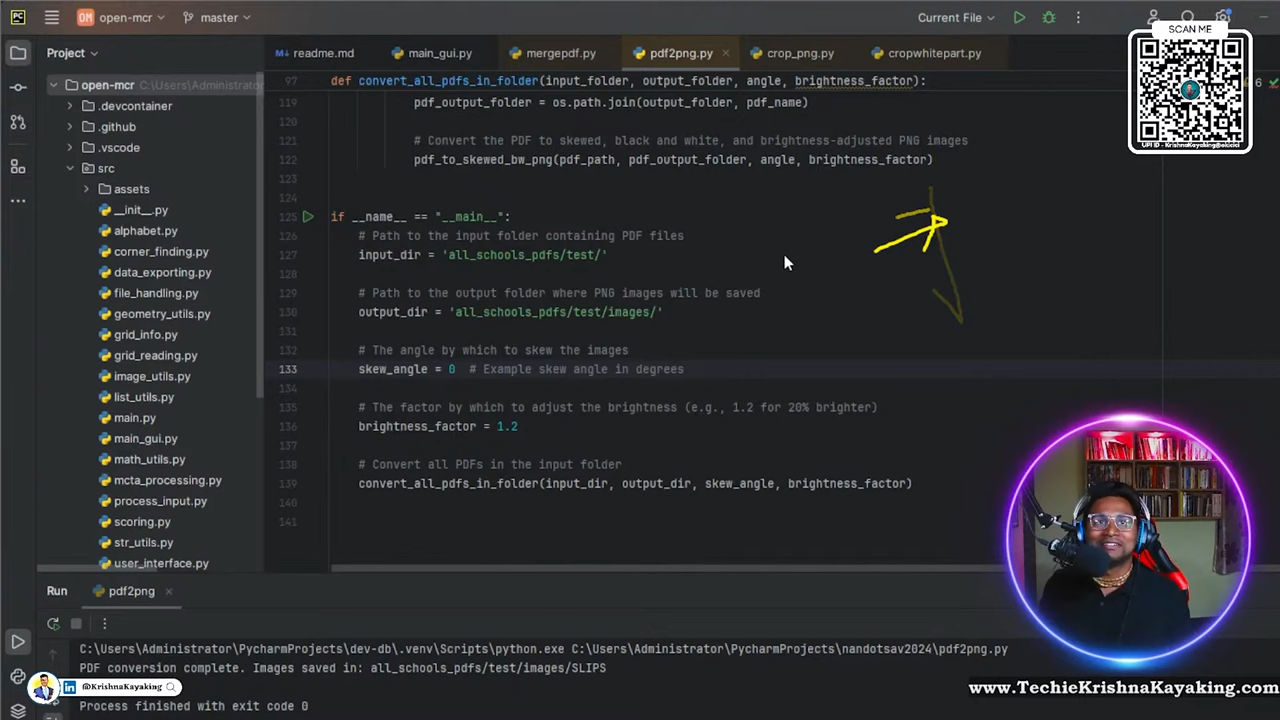 PC
OM open-mcr
master
Current File
SCAN ME
Project
readme.md
main_gui.py
mergepdf.py
pdf2png.py
crop_png.py
cropwhitepart.py
open-mcr C:\Users\Administrator
.devcontainer
.github
.vscode
src
assets
__init__.py
alphabet.py
corner_finding.py
data_exporting.py
file_handling.py
geometry_utils.py
grid_info.py
grid_reading.py
image_utils.py
list_utils.py
main.py
main_gui.py
math_utils.py
mcta_processing.py
process_input.py
scoring.py
str_utils.py
user_interface.py
97 def convert_all_pdfs_in_folder(input_folder, output_folder, angle, brightness_factor):
6
119 pdf_output_folder = os.path.join(output_folder, pdf_name)
120
121 # Convert the PDF to skewed, black and white, and brightness-adjusted PNG images
122 pdf_to_skewed_bw_png(pdf_path, pdf_output_folder, angle, brightness_factor)
123
124
125 if __name__ == "__main__":
126 # Path to the input folder containing PDF files
127 input_dir = 'all_schools_pdfs/test/'
128
129 # Path to the output folder where PNG images will be saved
130 output_dir = 'all_schools_pdfs/test/images/'
131
132 # The angle by which to skew the images
133 skew_angle = 0 # Example skew angle in degrees
134
135 # The factor by which to adjust the brightness (e.g., 1.2 for 20% brighter)
136 brightness_factor = 1.2
137
138 # Convert all PDFs in the input folder
139 convert_all_pdfs_in_folder(input_dir, output_dir, skew_angle, brightness_factor)
140
141
Run
pdf2png
C:\Users\Administrator\PycharmProjects\dev-db\.venv\Scripts\python.exe C:\Users\Administrator\PycharmProjects\nandotsav2024\pdf2png.py
PDF conversion complete. Images saved in: all_schools_pdfs/test/images/SLIPS
in @KrishnaKayaking
Process finished with exit code 0
www.TechieKrishnaKayaking.com